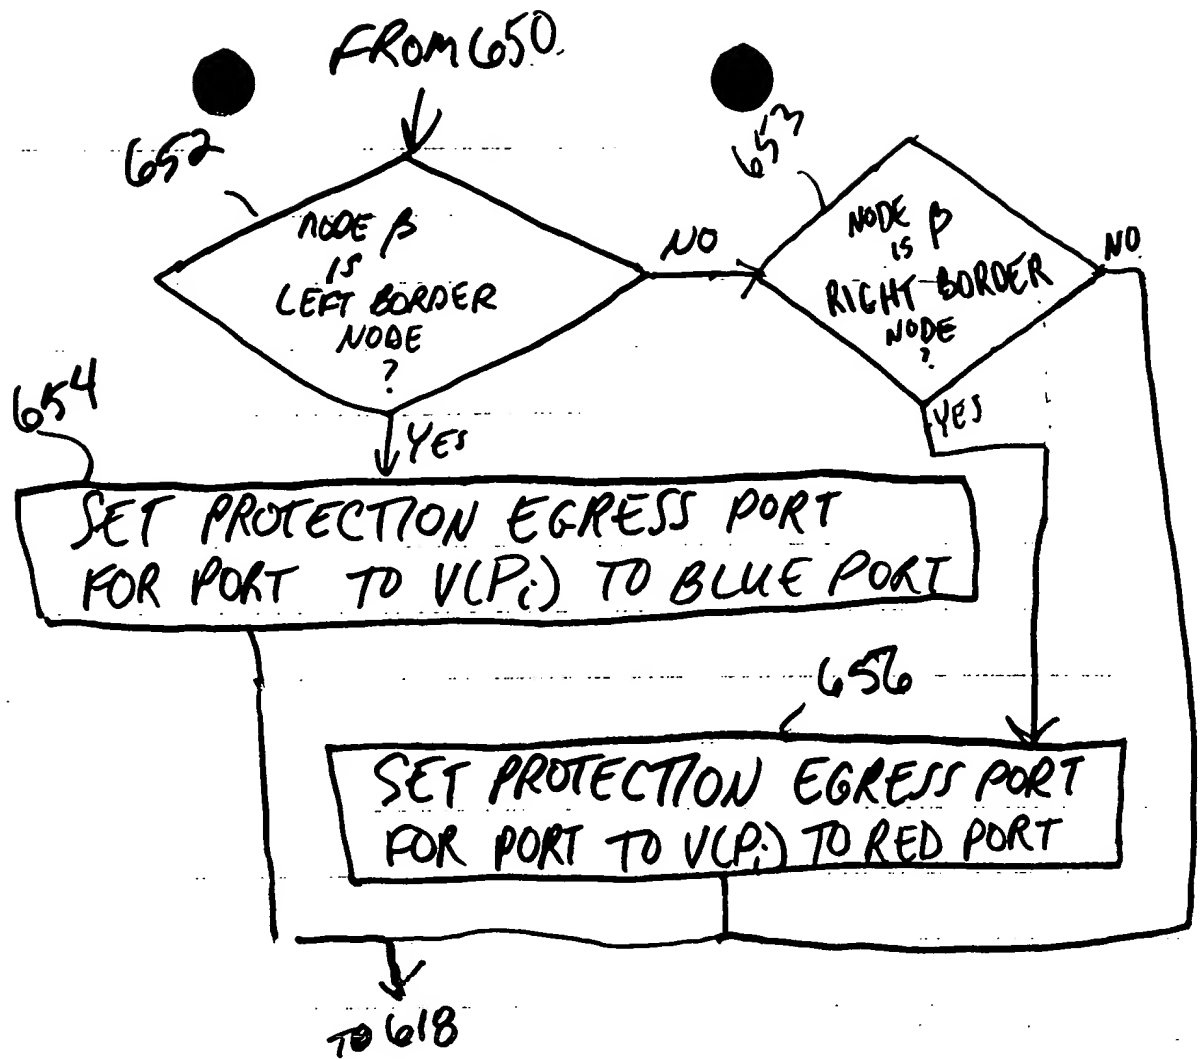 FROM 650.
652
653
NODE β
IS
LEFT BORDER
NODE
?
NO
NODE
IS β
RIGHT BORDER
NODE
?
NO
654
YES
YES
SET PROTECTION EGRESS PORT
FOR PORT TO V(Pi) TO BLUE PORT
656
SET PROTECTION EGRESS PORT
FOR PORT TO V(Pi) TO RED PORT
TO 618